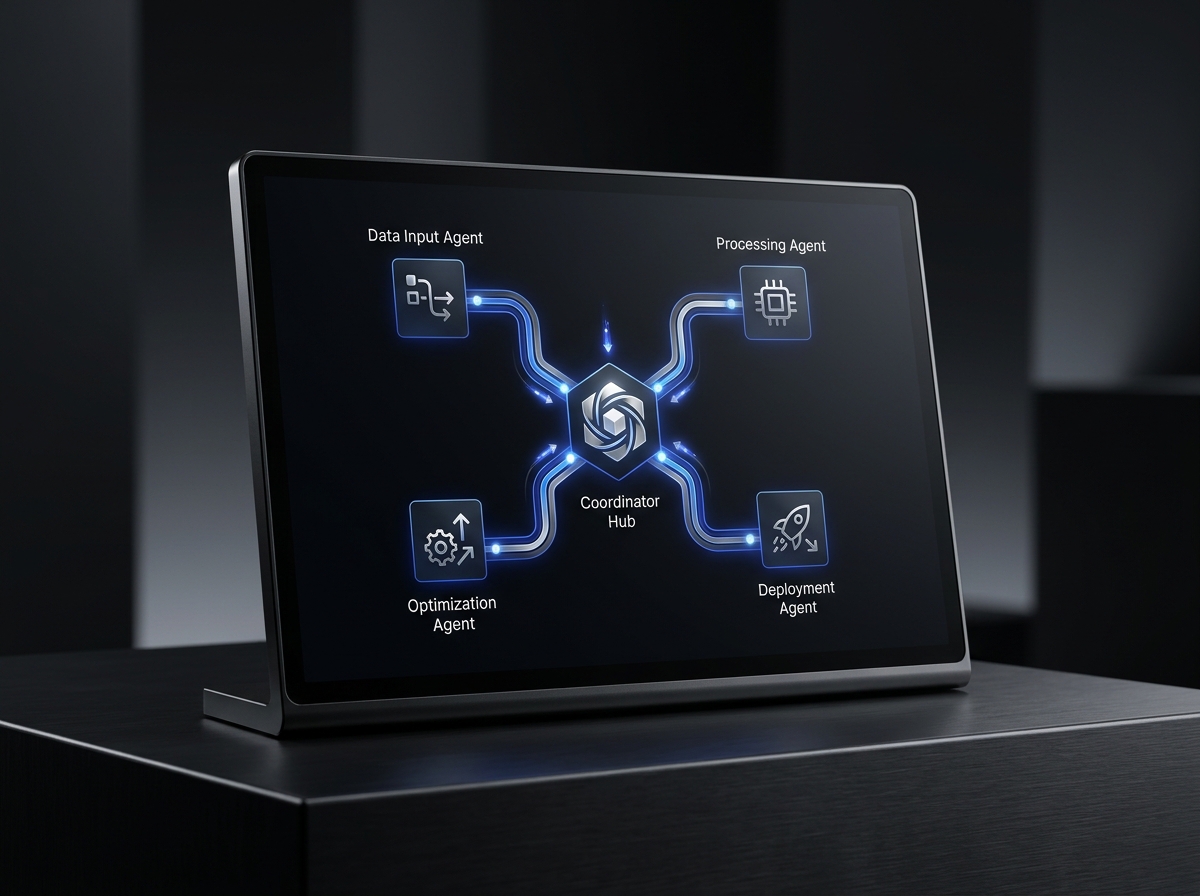 Data Input Agent
Processing Agent
Coordinator
Hub
Optimization
Agent
Deployment
Agent